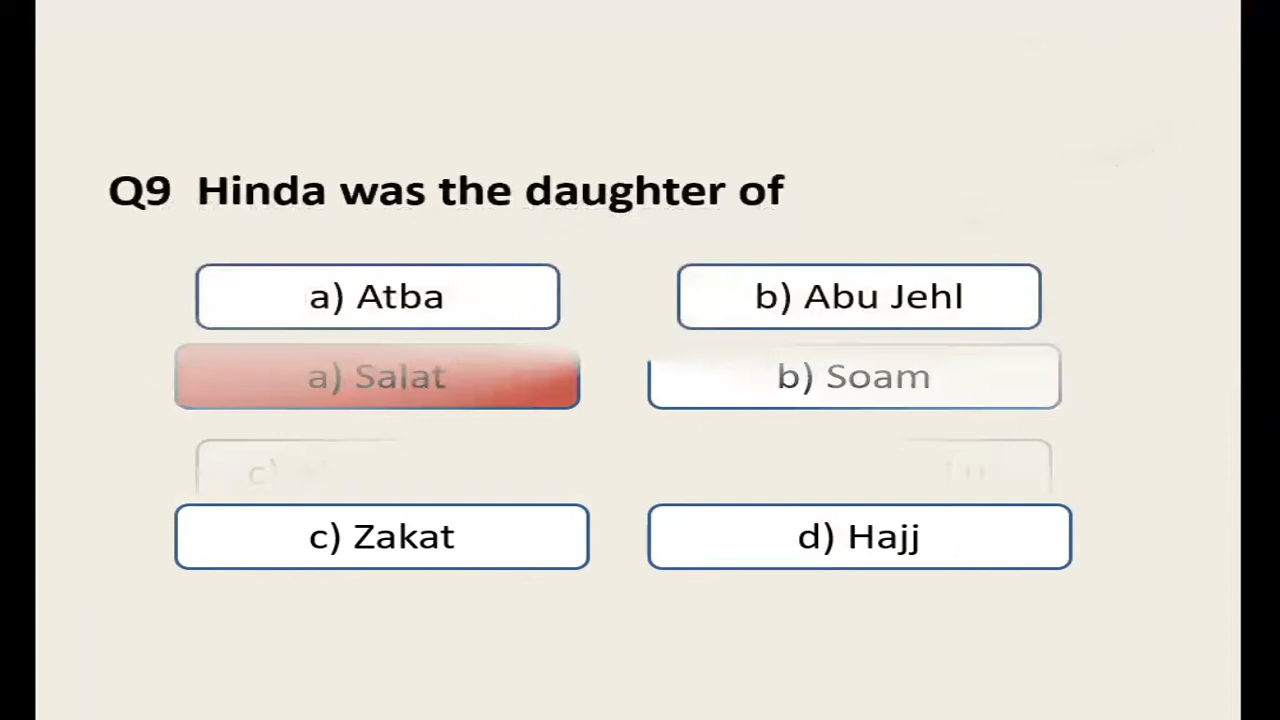 Q9 Hinda was the daughter of
a) Atba b) Abu Jehl
a) Salat b) Soam
c)
c) Zakat d) Hajj